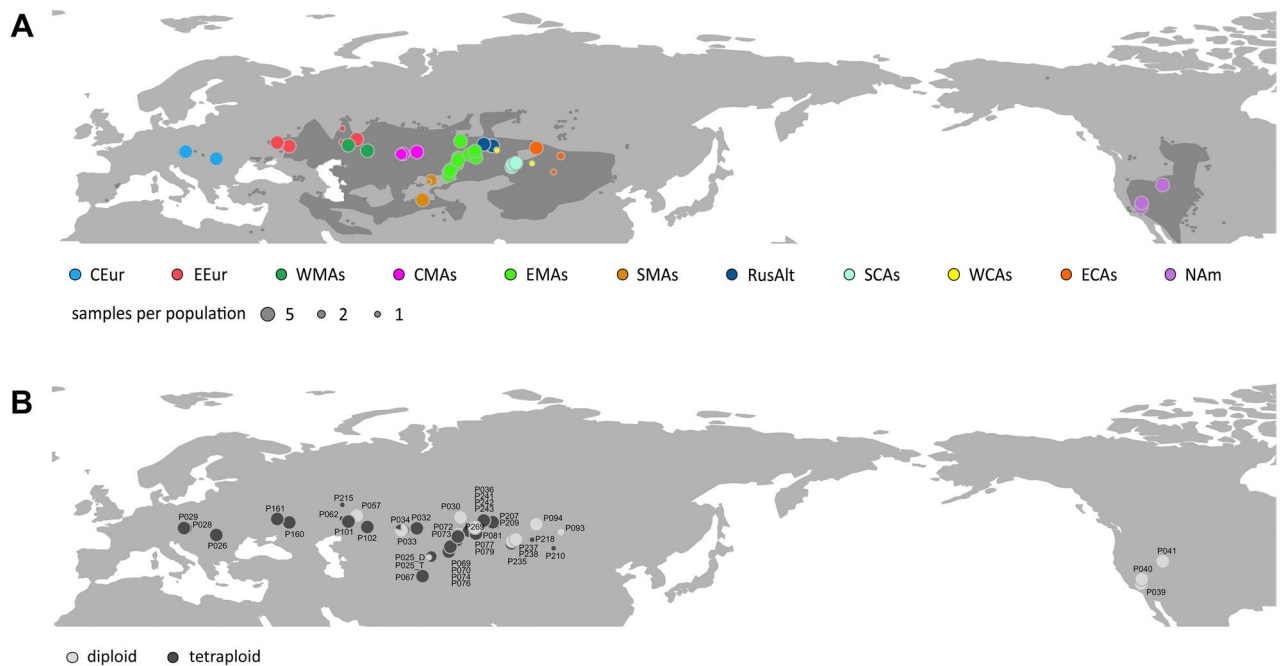 A
CEur EEur WMAs CMAs EMAs SMAs RusAlt SCAs WCAs ECAs NAm
samples per population 5 2 1
B
P036
P241
P242
P243
P215
P030
P161
P057
P207
P094
P029
P062
P034
P032
P209
P028
P072
P269
P093
P160
P101
P073
P081
P218
P026
P102
P033
P077
P237
P210
P079
P238
P025_D
P069
P235
P025_T
P070
P067
P074
P076
P041
P040
P039
diploid tetraploid